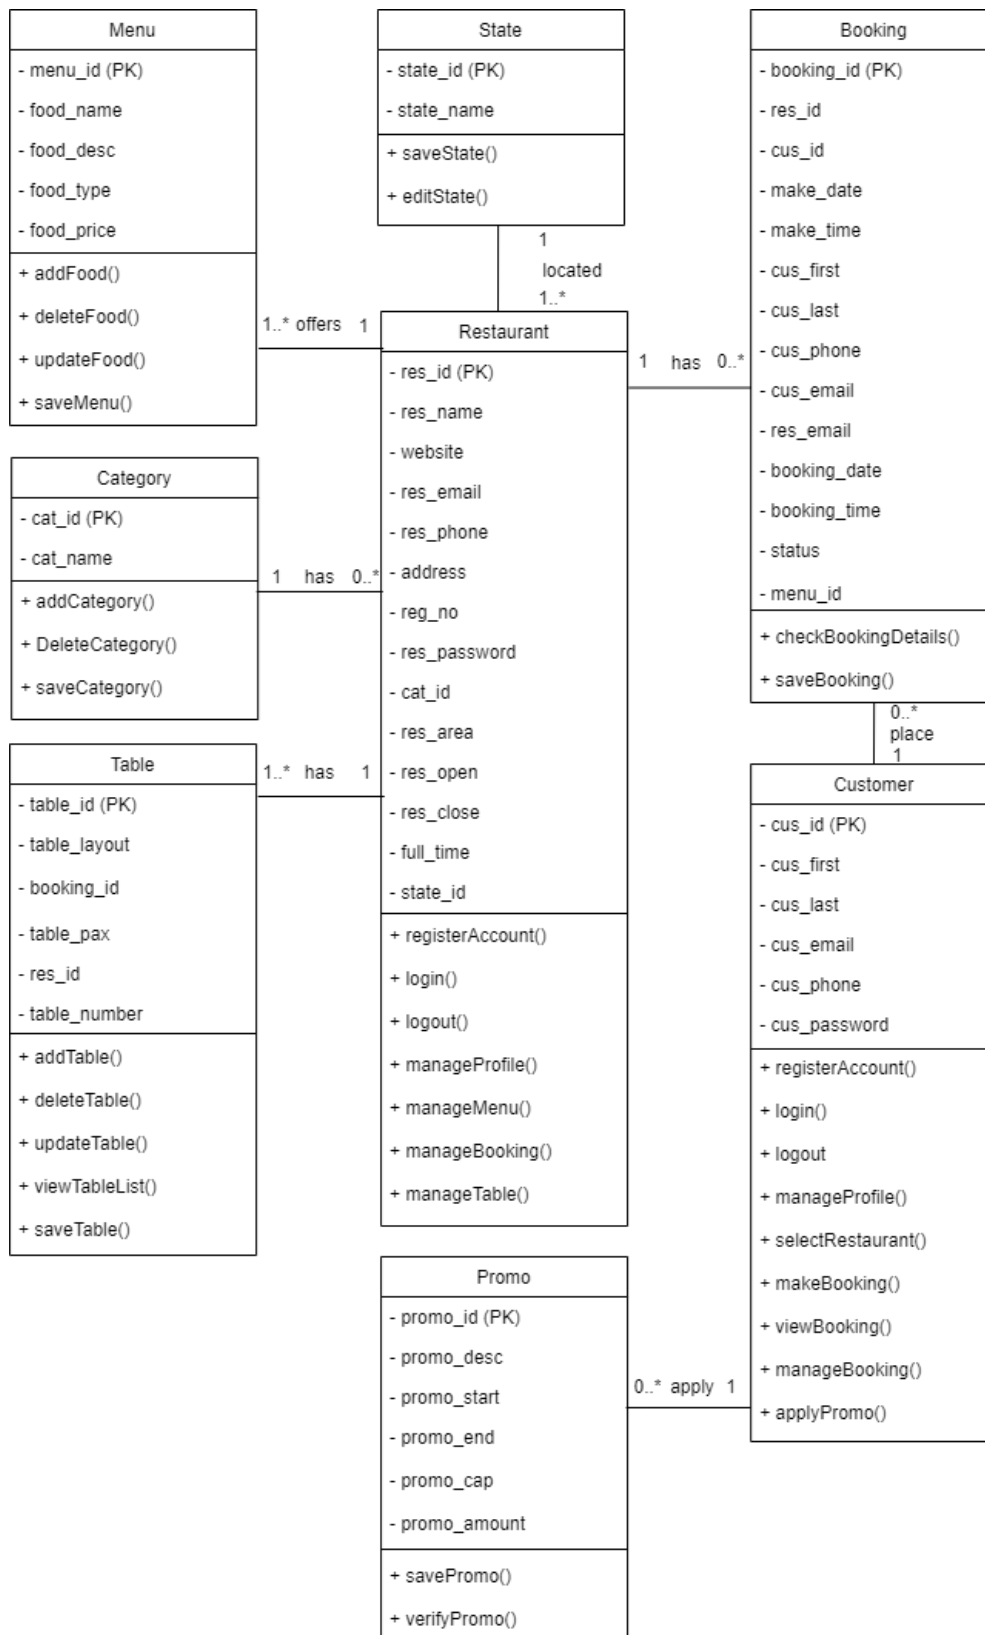 Menu
- menu_id (PK)
- food_name
- food_desc
- food_type
- food_price
+ addFood()
+ deleteFood()
+ updateFood()
+ saveMenu()
State
- state_id (PK)
- state_name
+ saveState()
+ editState()
1
located
1..*
Booking
- booking_id (PK)
- res_id
- cus_id
- make_date
- make_time
- cus_first
- cus_last
- cus_phone
- cus_email
- res_email
- booking_date
- booking_time
- status
- menu_id
+ checkBookingDetails()
+ saveBooking()
1..* offers 1
1 has 0..*
Restaurant
- res_id (PK)
- res_name
- website
- res_email
- res_phone
- address
- reg_no
- res_password
- cat_id
- res_area
- res_open
- res_close
- full_time
- state_id
+ registerAccount()
+ login()
+ logout()
+ manageProfile()
+ manageMenu()
+ manageBooking()
+ manageTable()
Category
- cat_id (PK)
- cat_name
+ addCategory()
+ DeleteCategory()
+ saveCategory()
1 has 0..*
Table
- table_id (PK)
- table_layout
- booking_id
- table_pax
- res_id
- table_number
+ addTable()
+ deleteTable()
+ updateTable()
+ viewTableList()
+ saveTable()
1..* has 1
0..*
place
1
Customer
- cus_id (PK)
- cus_first
- cus_last
- cus_email
- cus_phone
- cus_password
+ registerAccount()
+ login()
+ logout
+ manageProfile()
+ selectRestaurant()
+ makeBooking()
+ viewBooking()
+ manageBooking()
+ applyPromo()
0..* apply 1
Promo
- promo_id (PK)
- promo_desc
- promo_start
- promo_end
- promo_cap
- promo_amount
+ savePromo()
+ verifyPromo()